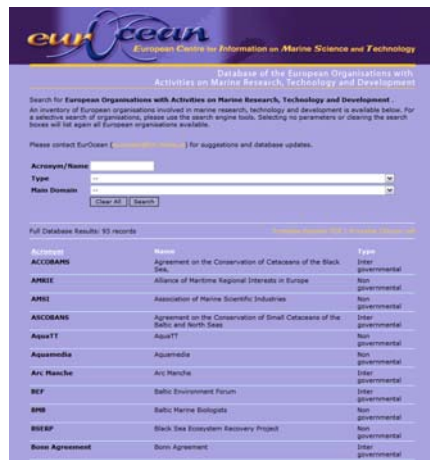 eurOcean
European Centre for Information on Marine Science and Technology
Database of the European Organisations with
Activities on Marine Research, Technology and Development
Search for European Organisations with Activities on Marine Research, Technology and Development .
An inventory of European organisations involved in marine research, technology and development is available below. For
a selective search of organisations, please use the search engine tools. Selecting no parameters or clearing the search
boxes will list again all European organisations available.
Please contact EurOcean ( ) for suggestions and database updates.
Acronym/Name
Type --
Main Domain --
Clear All Search
Full Database Results: 93 records
Acronym Name Type
ACCOBAMS Agreement on the Conservation of Cetaceans of the Black Sea, Inter governmental
AMRIE Alliance of Maritime Regional Interests in Europe Non governmental
AMSI Association of Marine Scientific Industries Non governmental
ASCOBANS Agreement on the Conservation of Small Cetaceans of the Baltic and North Seas Inter governmental
AquaTT AquaTT Non governmental
Aquamedia Aquamedia Non governmental
Arc Manche Arc Manche Inter governmental
BEF Baltic Environment Forum Inter governmental
BMB Baltic Marine Biologists Non governmental
BSERP Black Sea Ecosystem Recovery Project Non governmental
Bonn Agreement Bonn Agreement Inter governmental